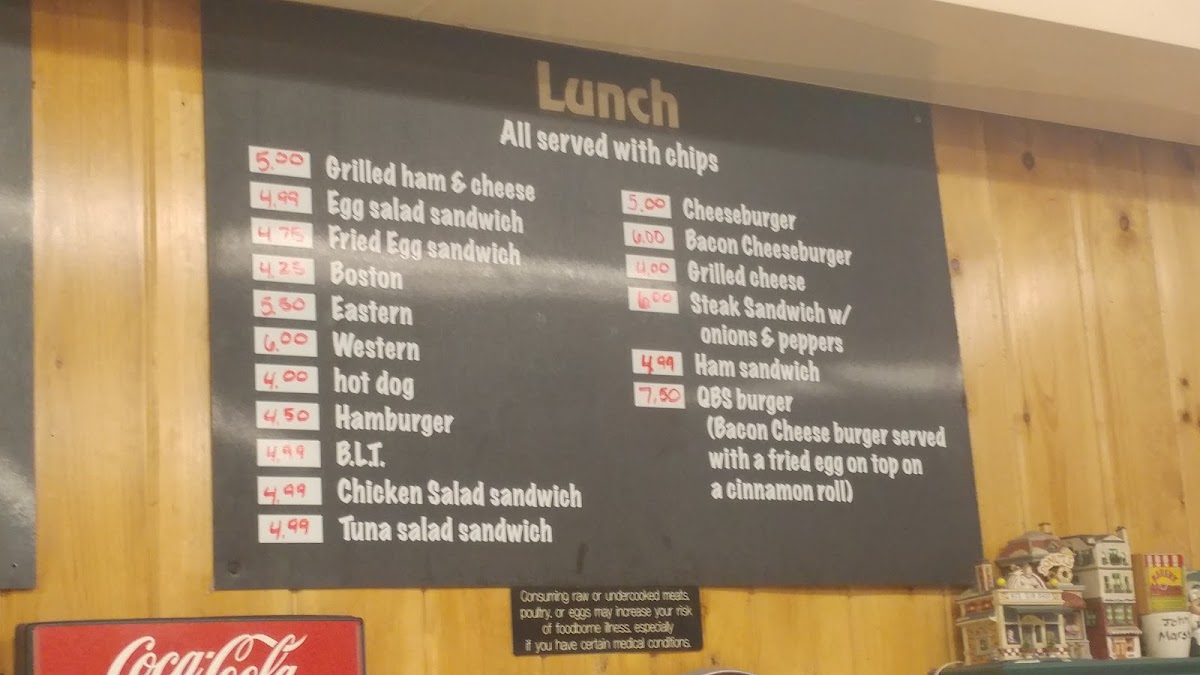 Lunch
All served with chips
5.00 Grilled ham & cheese
4.99 Egg salad sandwich
4.75 Fried Egg sandwich
4.25 Boston
5.50 Eastern
6.00 Western
4.00 hot dog
4.50 Hamburger
4.99 B.L.T.
4.99 Chicken Salad sandwich
4.99 Tuna salad sandwich
5.00 Cheeseburger
6.00 Bacon Cheeseburger
4.00 Grilled cheese
6.00 Steak Sandwich w/
onions & peppers
4.99 Ham sandwich
7.50 QBS burger
(Bacon Cheese burger served
with a fried egg on top on
a cinnamon roll)
Consuming raw or undercooked meats,
poultry, or eggs may increase your risk
of foodborne illness, especially
if you have certain medical conditions.
Coca-Cola